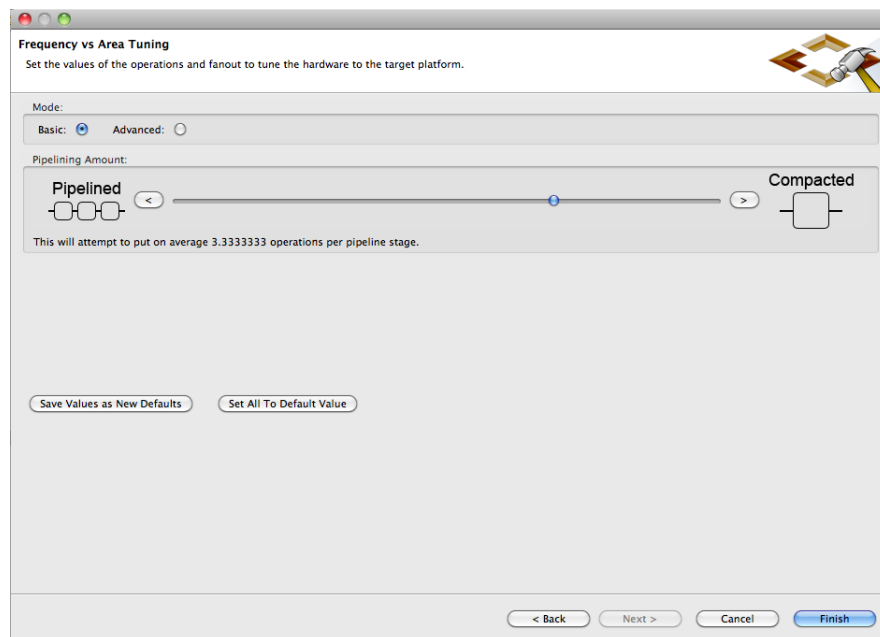 Frequency vs Area Tuning
Set the values of the operations and fanout to tune the hardware to the target platform.
Mode:
Basic: Advanced:
Pipelining Amount:
Pipelined < > Compacted
This will attempt to put on average 3.3333333 operations per pipeline stage.
Save Values as New Defaults Set All To Default Value
< Back Next > Cancel Finish